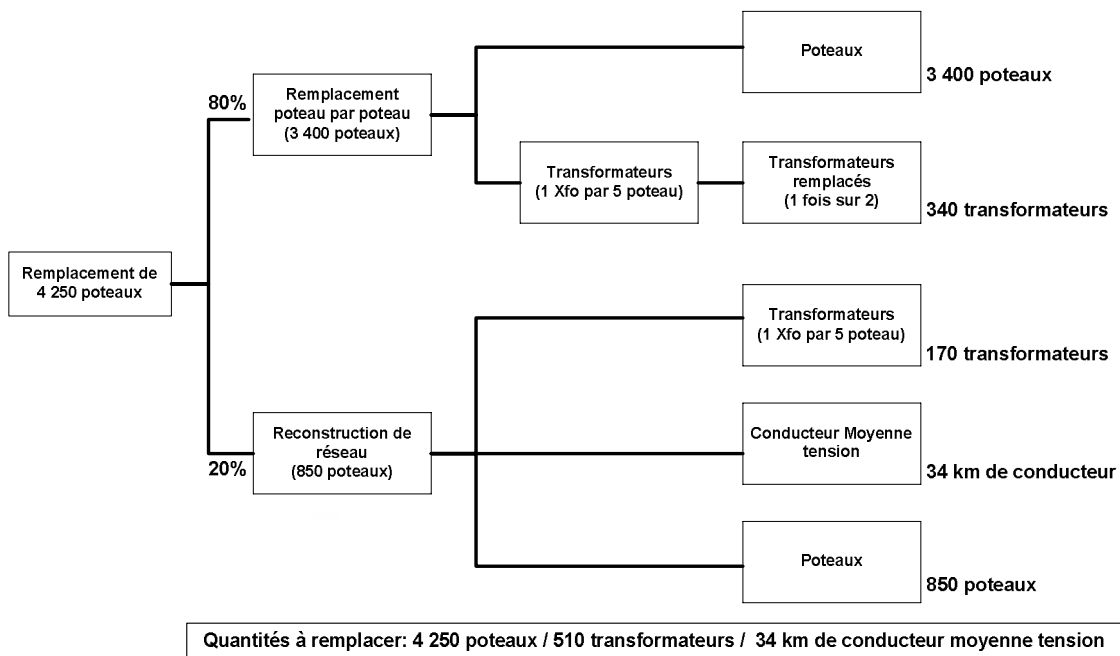 Poteaux
3 400 poteaux
80%
Remplacement
poteau par poteau
(3 400 poteaux)
Transformateurs
(1 Xfo par 5 poteau)
Transformateurs
remplacés
(1 fois sur 2)
340 transformateurs
Remplacement de
4 250 poteaux
Transformateurs
(1 Xfo par 5 poteau)
170 transformateurs
20%
Reconstruction de
réseau
(850 poteaux)
Conducteur Moyenne
tension
34 km de conducteur
Poteaux
850 poteaux
Quantités à remplacer: 4 250 poteaux / 510 transformateurs / 34 km de conducteur moyenne tension